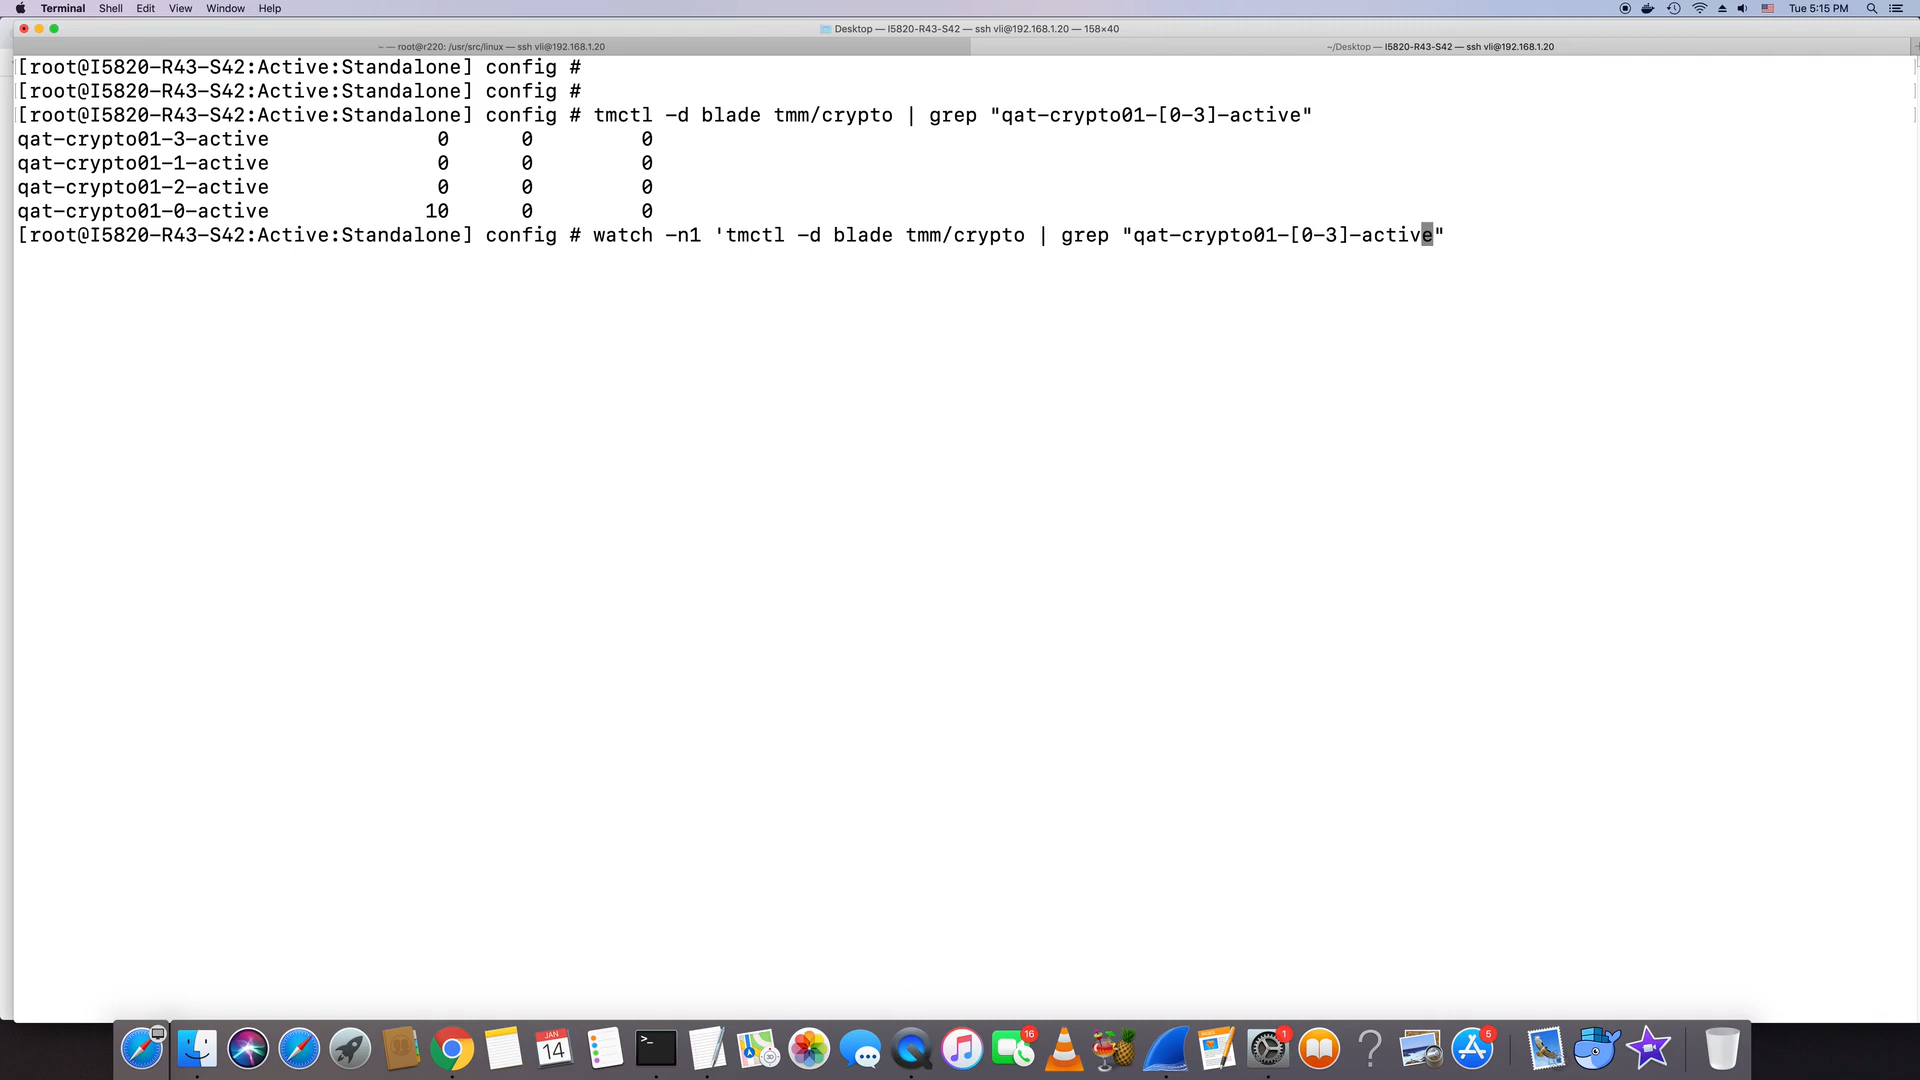 Terminal Shell Edit View Window Help Tue 5:15 PM
Desktop — I5820-R43-S42 — ssh vli@192.168.1.20 — 158×40
~ — root@r220: /usr/src/linux — ssh vli@192.168.1.20 ~/Desktop — I5820-R43-S42 — ssh vli@192.168.1.20
[root@I5820-R43-S42:Active:Standalone] config #
[root@I5820-R43-S42:Active:Standalone] config #
[root@I5820-R43-S42:Active:Standalone] config # tmctl -d blade tmm/crypto | grep "qat-crypto01-[0-3]-active"
qat-crypto01-3-active 0 0 0
qat-crypto01-1-active 0 0 0
qat-crypto01-2-active 0 0 0
qat-crypto01-0-active 10 0 0
[root@I5820-R43-S42:Active:Standalone] config # watch -n1 'tmctl -d blade tmm/crypto | grep "qat-crypto01-[0-3]-active"
JAN
14
>_
3D
16
1
?
5